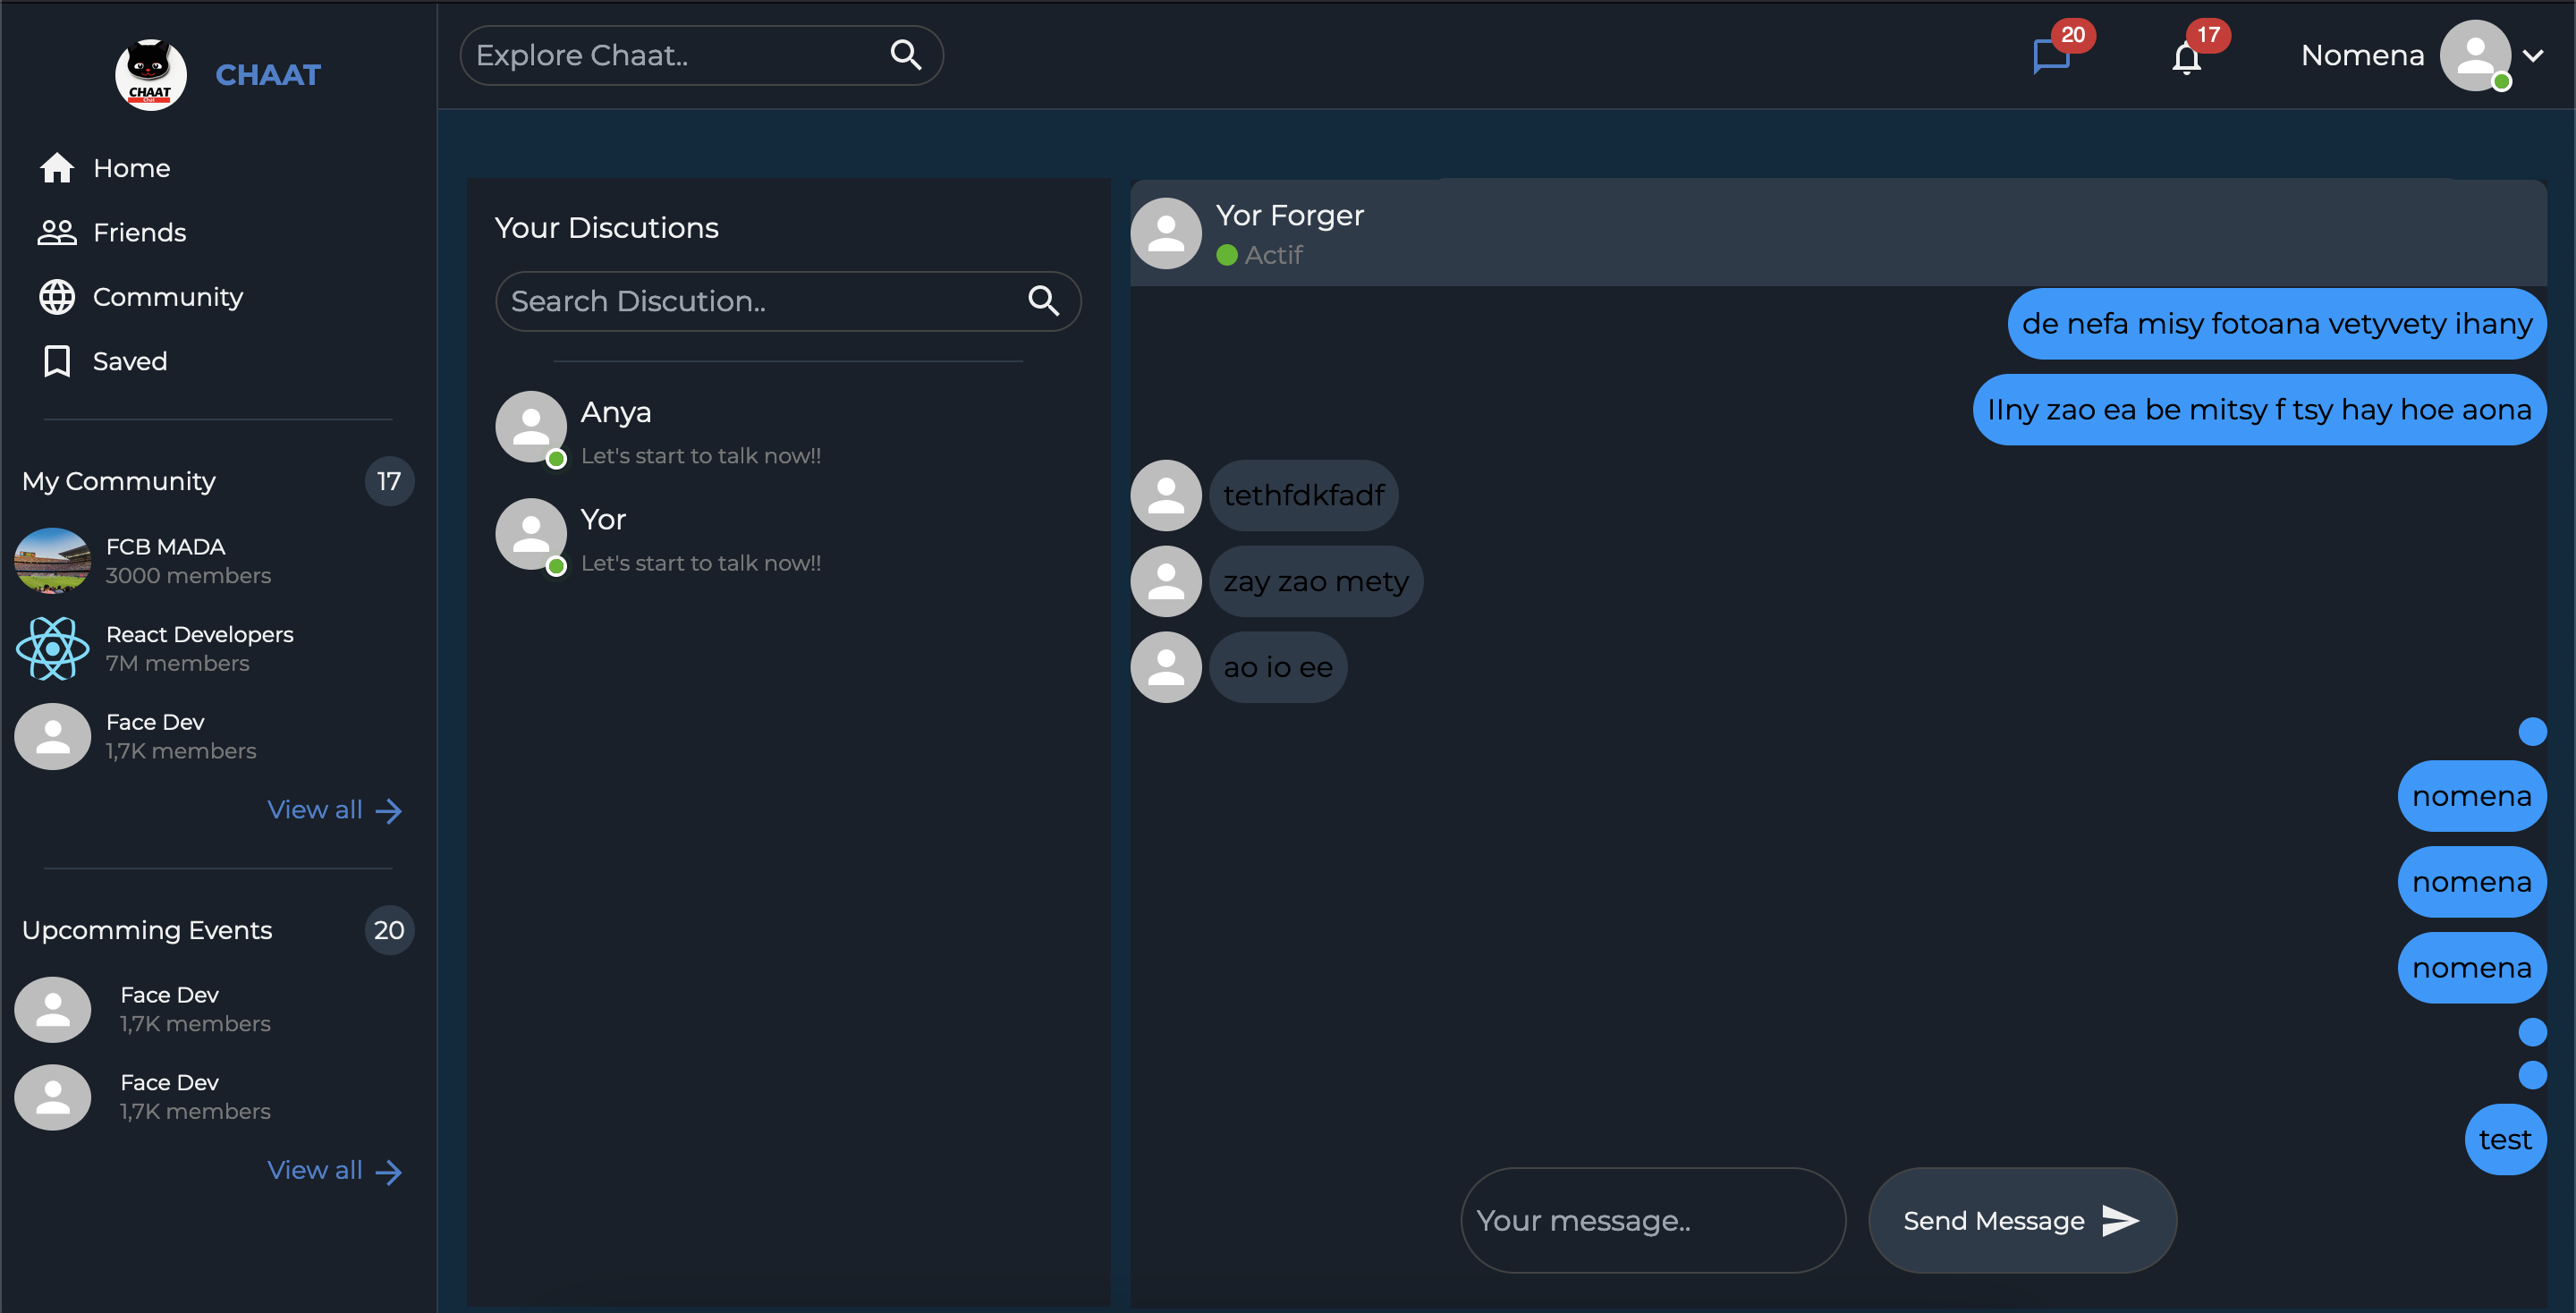 CHAAT
Chat
CHAAT
Explore Chaat..
20
17
Nomena
Home
Friends
Community
Saved
My Community
17
FCB MADA
3000 members
React Developers
7M members
Face Dev
1,7K members
View all
Upcomming Events
20
Face Dev
1,7K members
Face Dev
1,7K members
View all
Your Discutions
Search Discution..
Anya
Let's start to talk now!!
Yor
Let's start to talk now!!
Yor Forger
Actif
de nefa misy fotoana vetyvety ihany
IIny zao ea be mitsy f tsy hay hoe aona
tethfdkfadf
zay zao mety
ao io ee
nomena
nomena
nomena
test
Your message..
Send Message